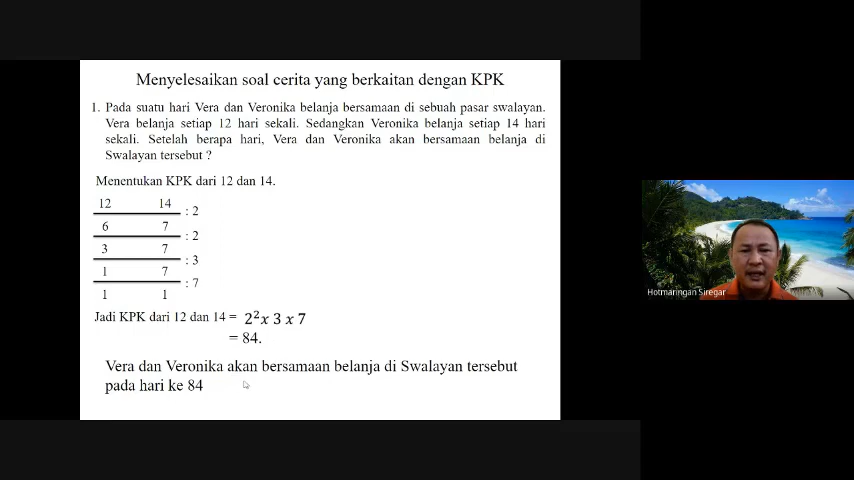 Menyelesaikan soal cerita yang berkaitan dengan KPK
1. Pada suatu hari Vera dan Veronika belanja bersamaan di sebuah pasar swalayan.
Vera belanja setiap 12 hari sekali. Sedangkan Veronika belanja setiap 14 hari
sekali. Setelah berapa hari, Vera dan Veronika akan bersamaan belanja di
Swalayan tersebut ?
Menentukan KPK dari 12 dan 14.
12 14
: 2
6 7
: 2
3 7
: 3
1 7
: 7
1 1
Jadi KPK dari 12 dan 14 = 2² x 3 x 7
= 84.
Vera dan Veronika akan bersamaan belanja di Swalayan tersebut
pada hari ke 84
Hotmaringan Siregar